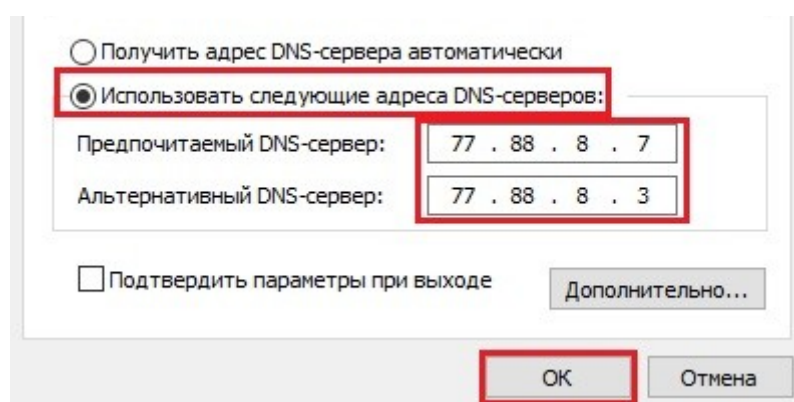 Получить адрес DNS-сервера автоматически
Использовать следующие адреса DNS-серверов:
Предпочитаемый DNS-сервер: 77 . 88 . 8 . 7
Альтернативный DNS-сервер: 77 . 88 . 8 . 3
Подтвердить параметры при выходе Дополнительно...
ОК Отмена